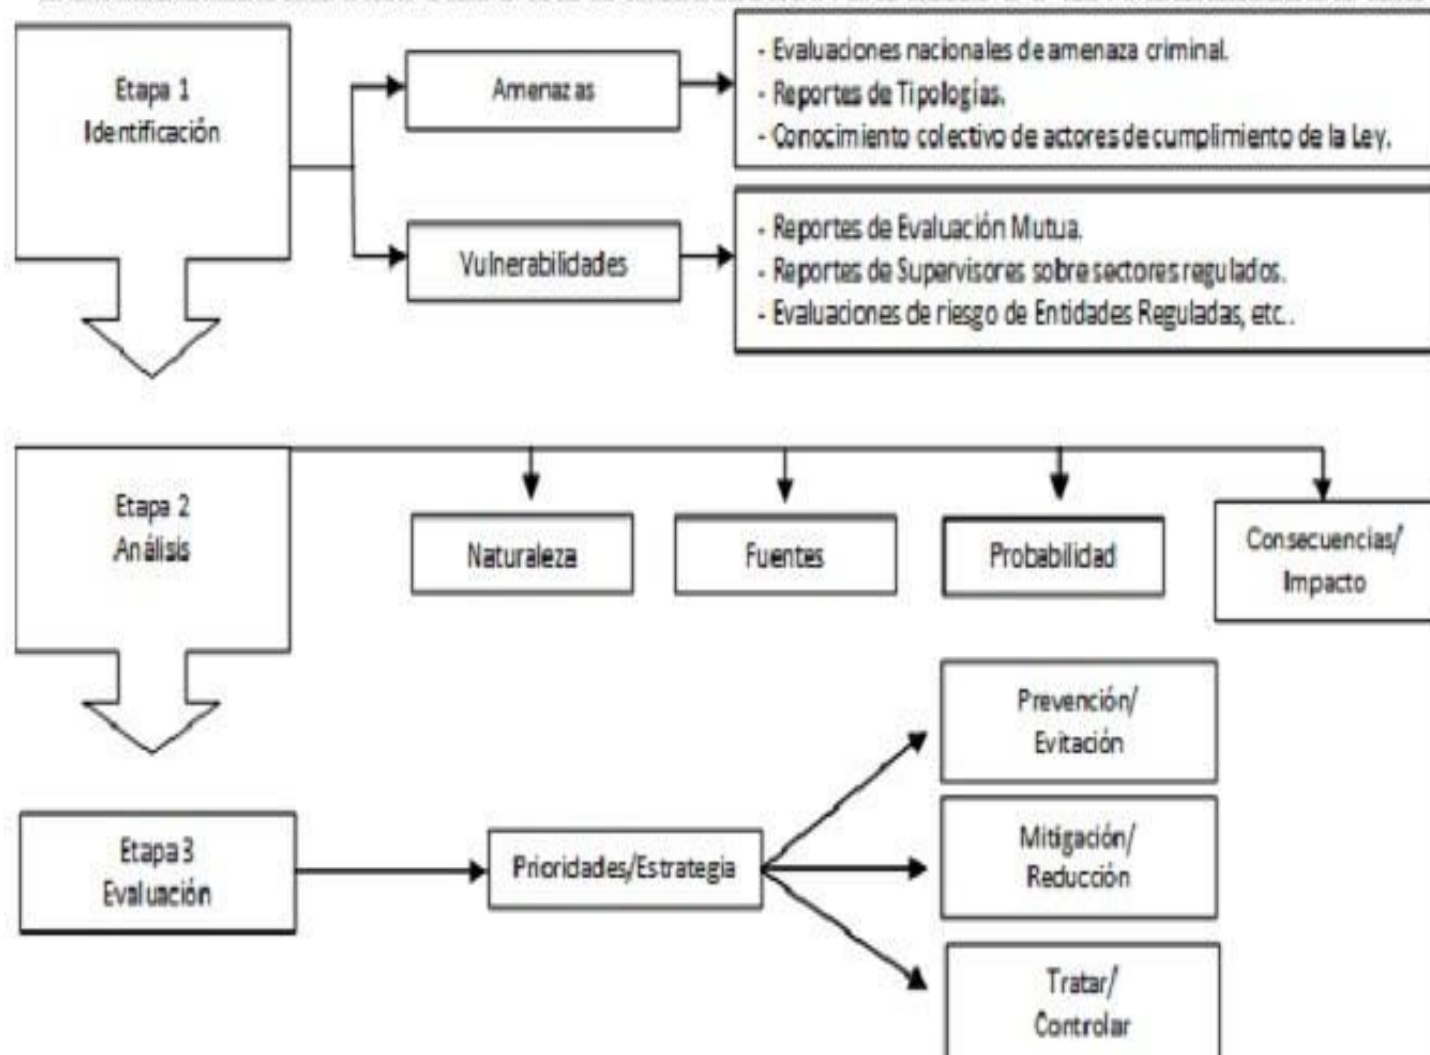 Etapa 1
Identificación
Amenazas
- Evaluaciones nacionales de amenaza criminal.
- Reportes de Tipologías.
- Conocimiento colectivo de actores de cumplimiento de la Ley.
Vulnerabilidades
- Reportes de Evaluación Mutua.
- Reportes de Supervisores sobre sectores regulados.
- Evaluaciones de riesgo de Entidades Reguladas, etc..
Etapa 2
Análisis
Naturaleza
Fuentes
Probabilidad
Consecuencias/
Impacto
Etapa 3
Evaluación
Prioridades/Estrategia
Prevención/
Evitación
Mitigación/
Reducción
Tratar/
Controlar